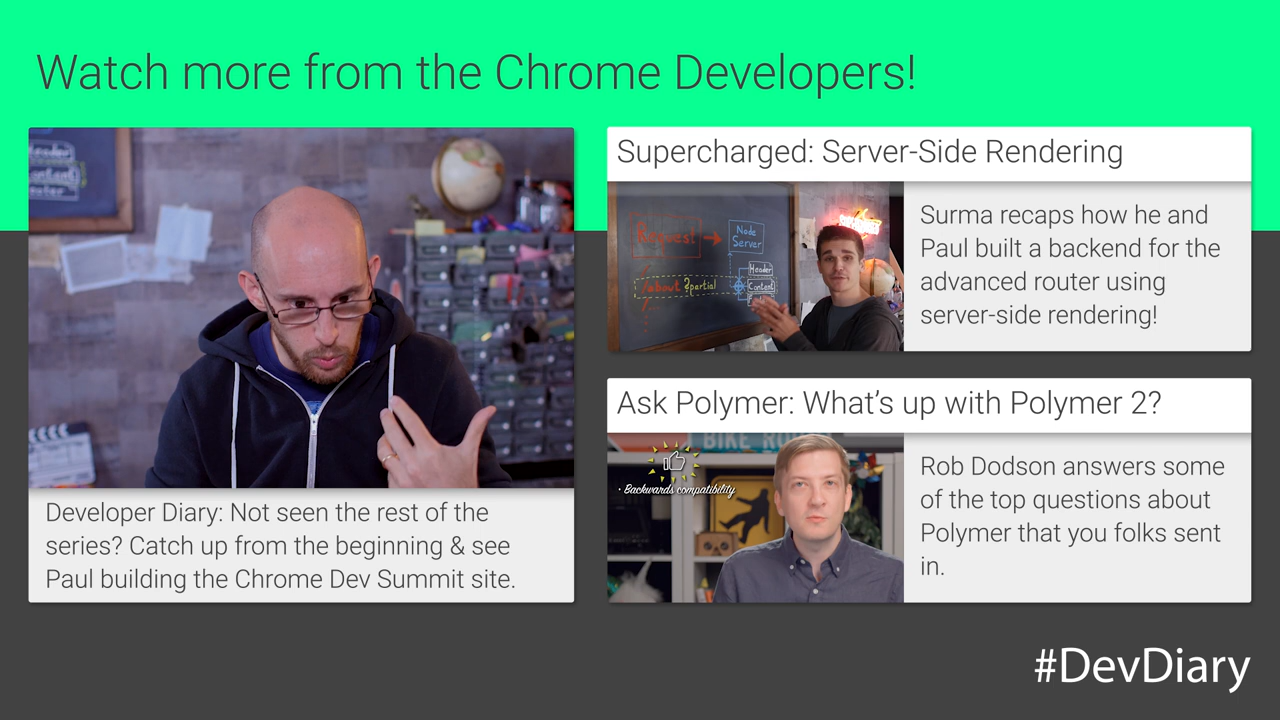 Watch more from the Chrome Developers!
Developer Diary: Not seen the rest of the
series? Catch up from the beginning & see
Paul building the Chrome Dev Summit site.
Supercharged: Server-Side Rendering
Request
Node
Server
/about ?partial
Header
Content
Surma recaps how he and
Paul built a backend for the
advanced router using
server-side rendering!
Ask Polymer: What’s up with Polymer 2?
BIKE
· Backwards compatibility
Rob Dodson answers some
of the top questions about
Polymer that you folks sent
in.
#DevDiary